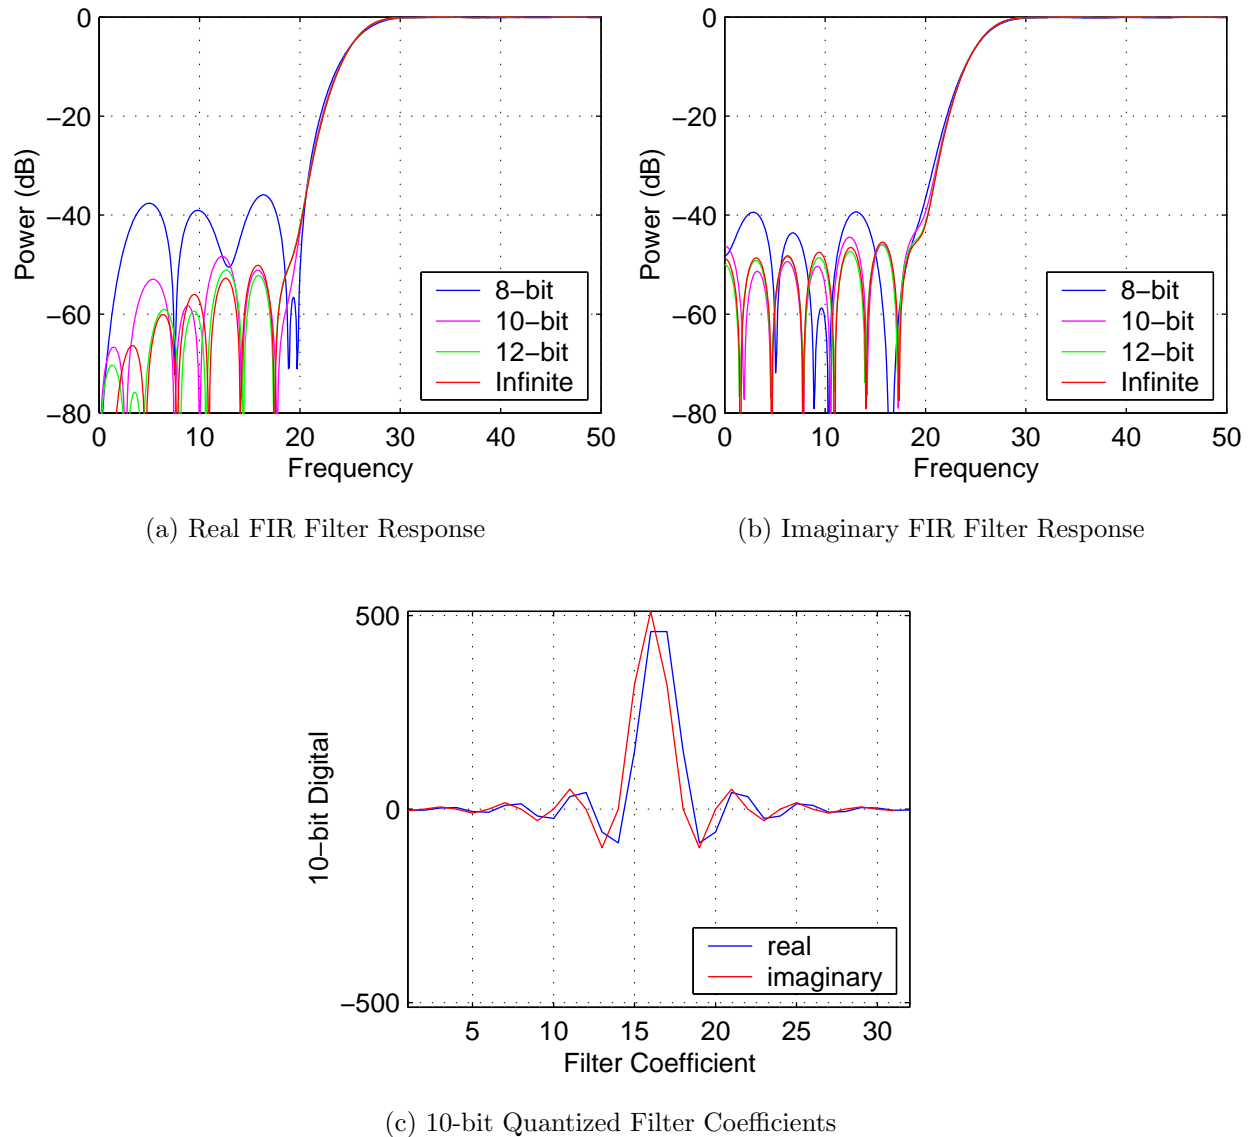 0
−20
−40
−60
−80
Power (dB)
0 10 20 30 40 50
Frequency
8−bit
10−bit
12−bit
Infinite
(a) Real FIR Filter Response
0
−20
−40
−60
−80
Power (dB)
0 10 20 30 40 50
Frequency
8−bit
10−bit
12−bit
Infinite
(b) Imaginary FIR Filter Response
500
0
−500
10−bit Digital
5 10 15 20 25 30
Filter Coefficient
real
imaginary
(c) 10-bit Quantized Filter Coefficients